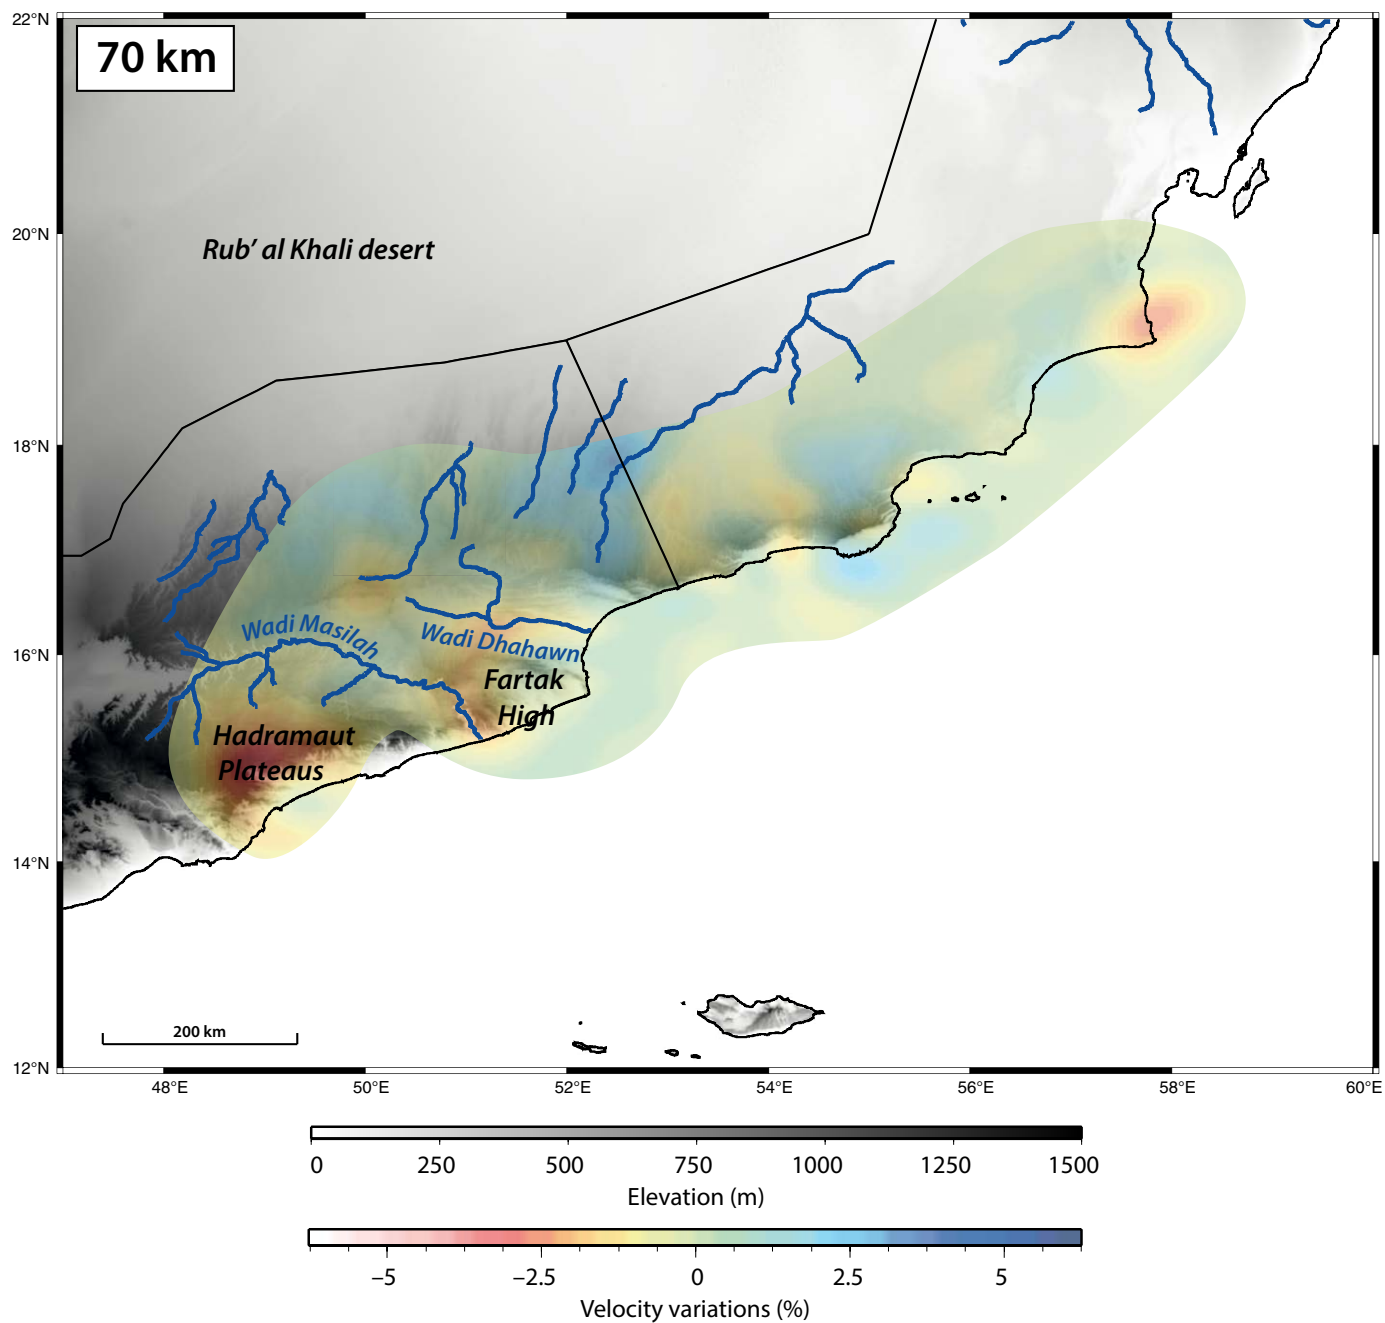 22°N
70 km
20°N
Rub' al Khali desert
18°N
Wadi Masilah
Wadi Dhahawn
16°N
Fartak
High
Hadramaut
Plateaus
14°N
200 km
12°N
48°E 50°E 52°E 54°E 56°E 58°E 60°E
0 250 500 750 1000 1250 1500
Elevation (m)
−5 −2.5 0 2.5 5
Velocity variations (%)